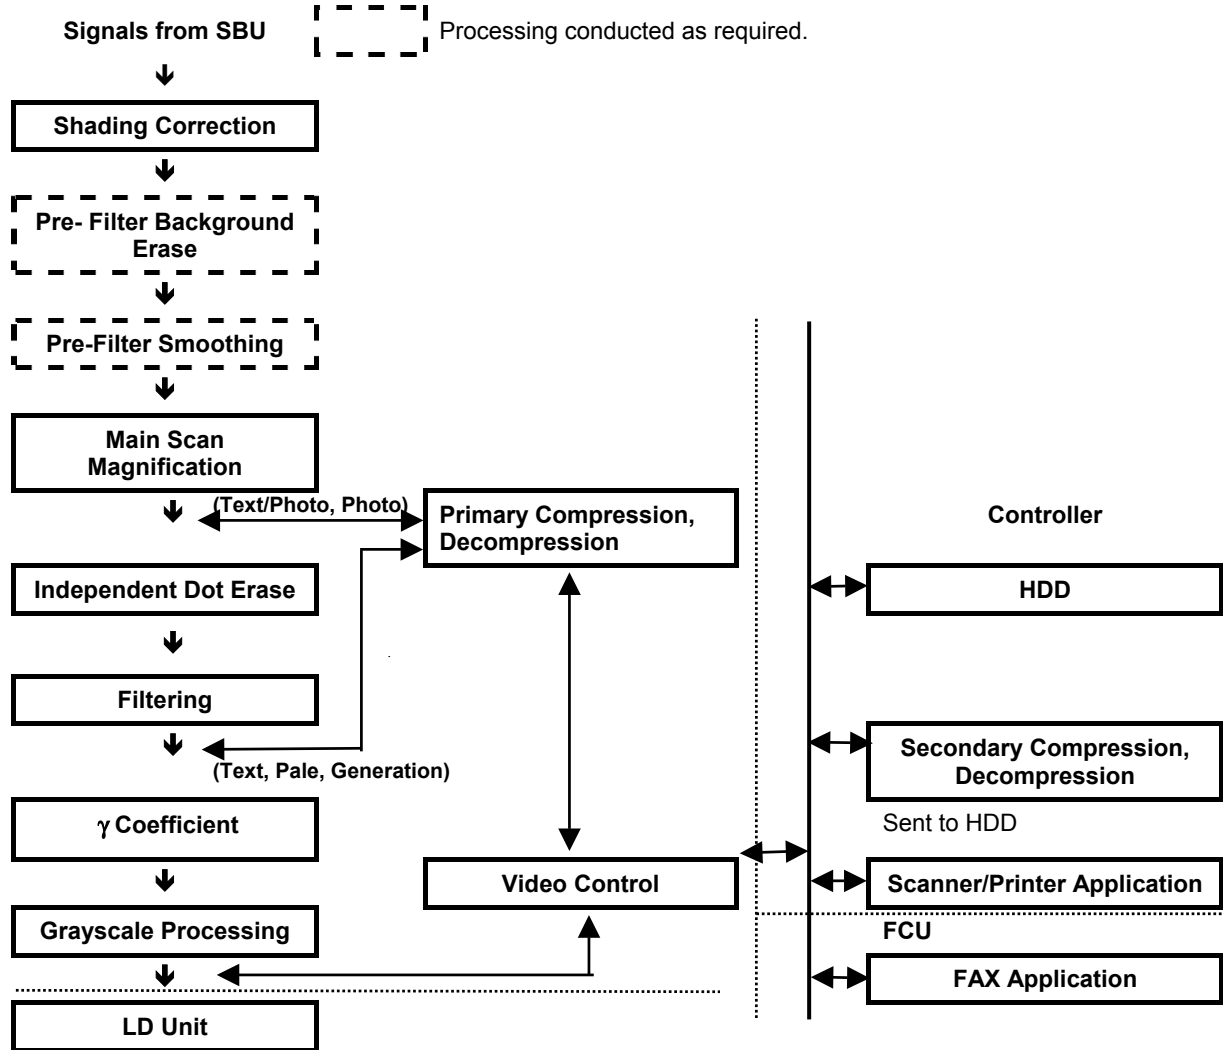 Signals from SBU
Processing conducted as required.
Shading Correction
Pre- Filter Background
Erase
Pre-Filter Smoothing
Main Scan
Magnification
(Text/Photo, Photo)
Primary Compression,
Decompression
Controller
Independent Dot Erase
HDD
Filtering
(Text, Pale, Generation)
Secondary Compression,
Decompression
Sent to HDD
γ Coefficient
Video Control
Scanner/Printer Application
Grayscale Processing
FCU
FAX Application
LD Unit